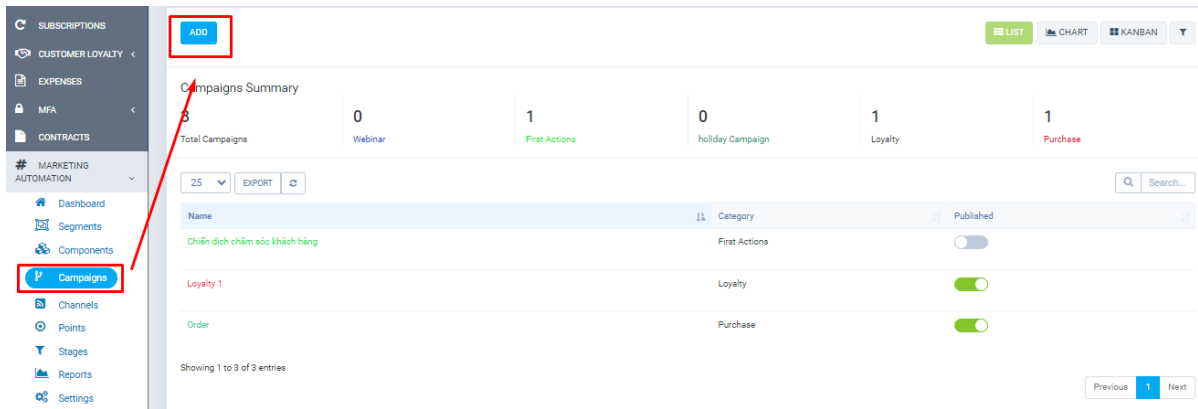 SUBSCRIPTIONS
CUSTOMER LOYALTY
EXPENSES
MFA
CONTRACTS
MARKETING
AUTOMATION
Dashboard
Segments
Components
Campaigns
Channels
Points
Stages
Reports
Settings
ADD
LIST CHART KANBAN
Campaigns Summary
3 0 1 0 1 1
Total Campaigns Webinar First Actions holiday Campaign Loyalty Purchase
25 EXPORT Search...
Name Category Published
Chiến dịch chăm sóc khách hàng First Actions
Loyalty 1 Loyalty
Order Purchase
Showing 1 to 3 of 3 entries
Previous 1 Next